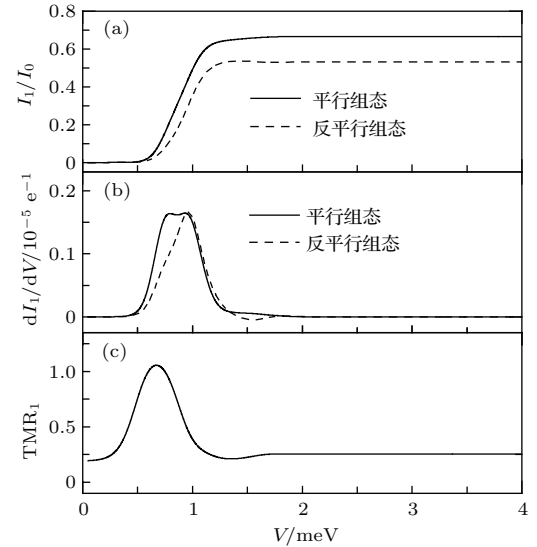 0.8
(a)
0.6
I₁/I₀
0.4
平行组态
0.2
反平行组态
0
(b)
0.2
平行组态
dI₁/dV/10⁻⁵ e⁻¹
反平行组态
0.1
0
(c)
1.0
TMR₁
0.5
0
0 1 2 3 4
V/meV